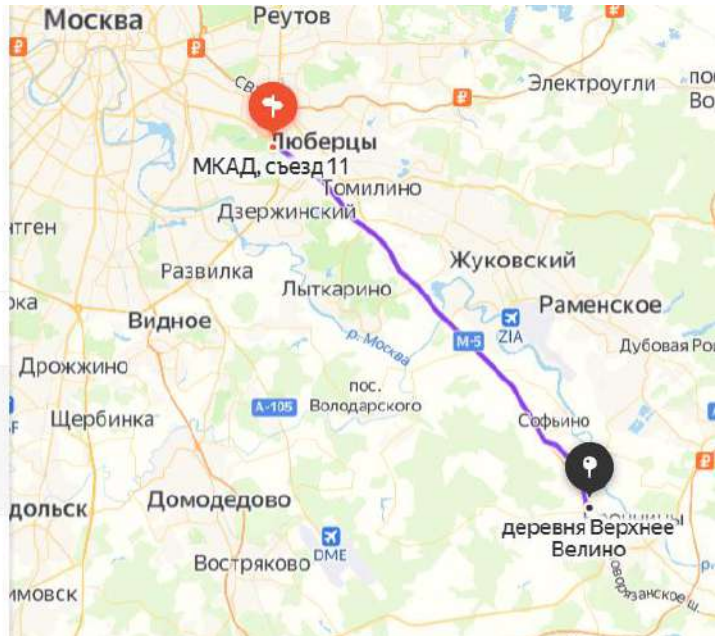 Москва
Реутов
Электроугли
Люберцы
МКАД, съезд 11
Томилино
Дзержинский
Жуковский
Развилка
Лыткарино
Раменское
Видное
р. Москва
ZIA
М-5
Дубовая
Дрожжино
пос.
Володарского
А-105
Щербинка
Софьино
Домодедово
деревня Верхнее
Велино
DME
Востряково